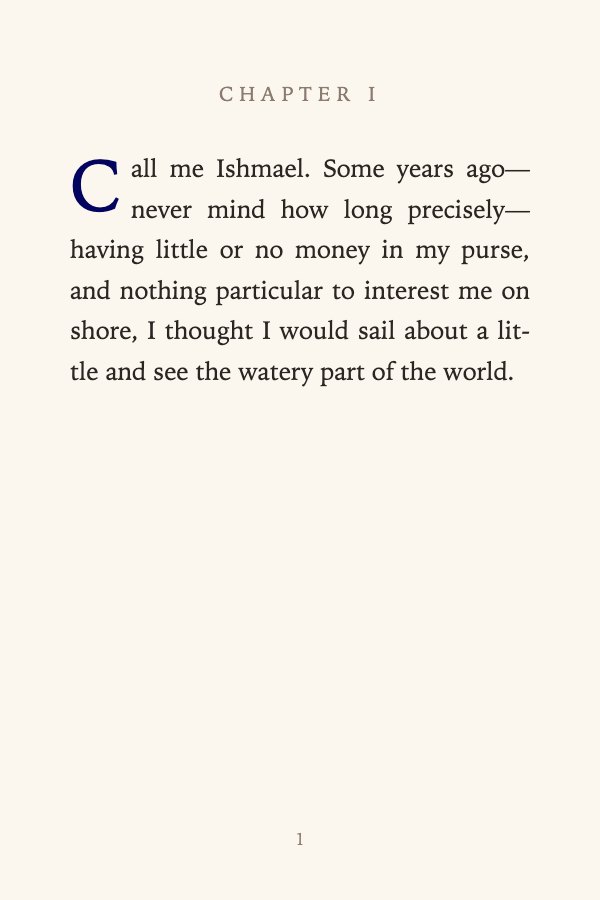 CHAPTER I
Call me Ishmael. Some years ago—
never mind how long precisely—
having little or no money in my purse,
and nothing particular to interest me on
shore, I thought I would sail about a lit-
tle and see the watery part of the world.
1